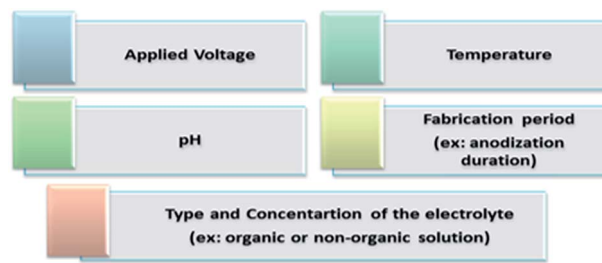 Applied Voltage
Temperature
pH
Fabrication period
(ex: anodization
duration)
Type and Concentartion of the electrolyte
(ex: organic or non-organic solution)